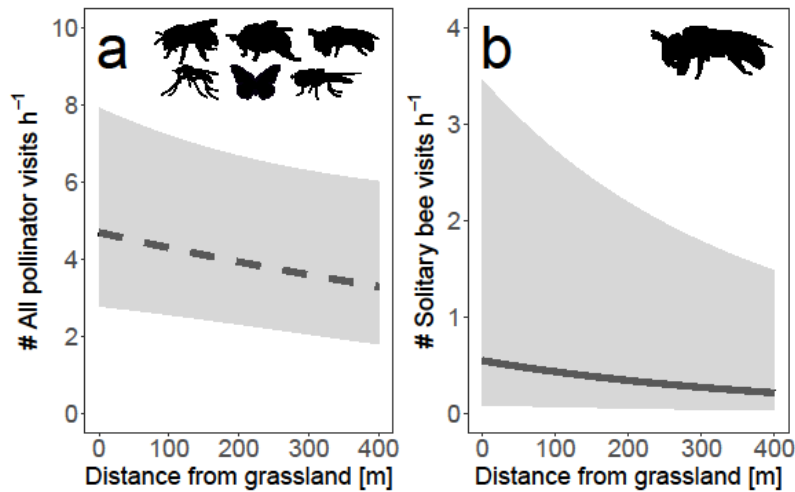 a
# All pollinator visits h⁻¹
10
8
6
4
2
0
0 100 200 300 400
Distance from grassland [m]
b
# Solitary bee visits h⁻¹
4
3
2
1
0
0 100 200 300 400
Distance from grassland [m]